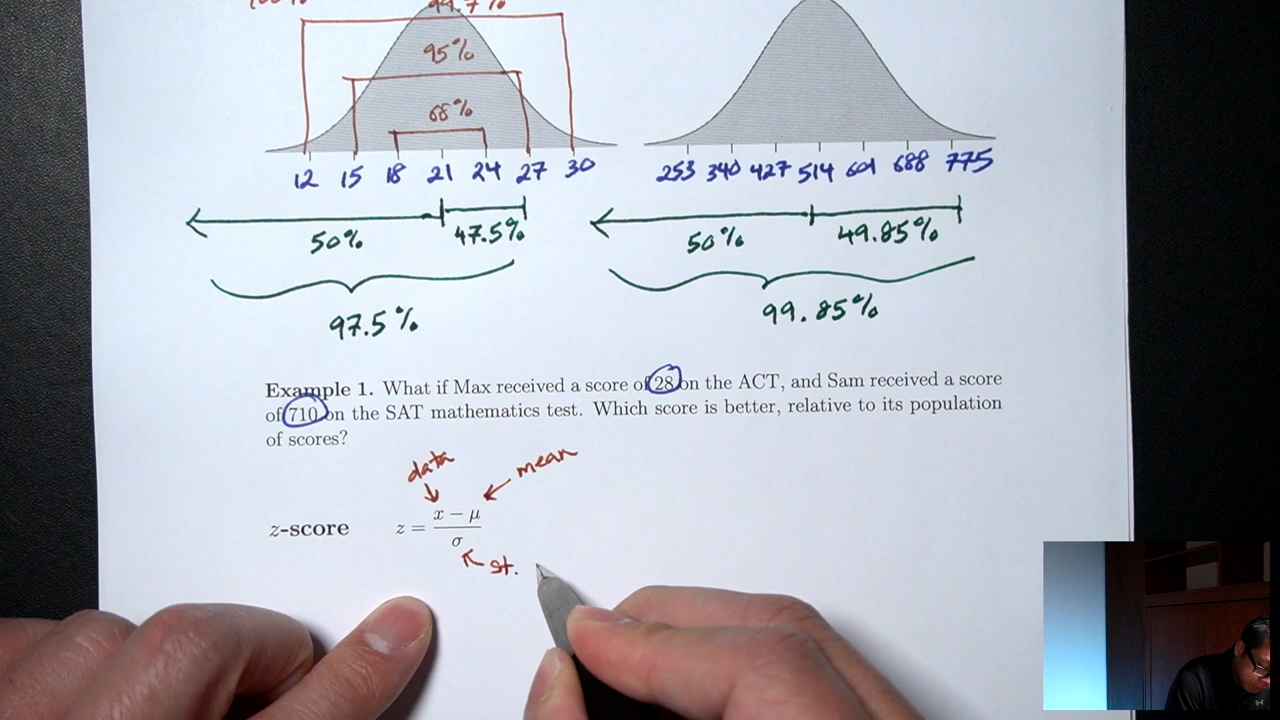 99.7%
95%
68%
12 15 18 21 24 27 30
253 340 427 514 601 688 775
50% 47.5%
50% 49.85%
97.5%
99.85%
Example 1. What if Max received a score of 28 on the ACT, and Sam received a score
of 710 on the SAT mathematics test. Which score is better, relative to its population
of scores?
data
mean
z-score z = x − μ
σ
st.